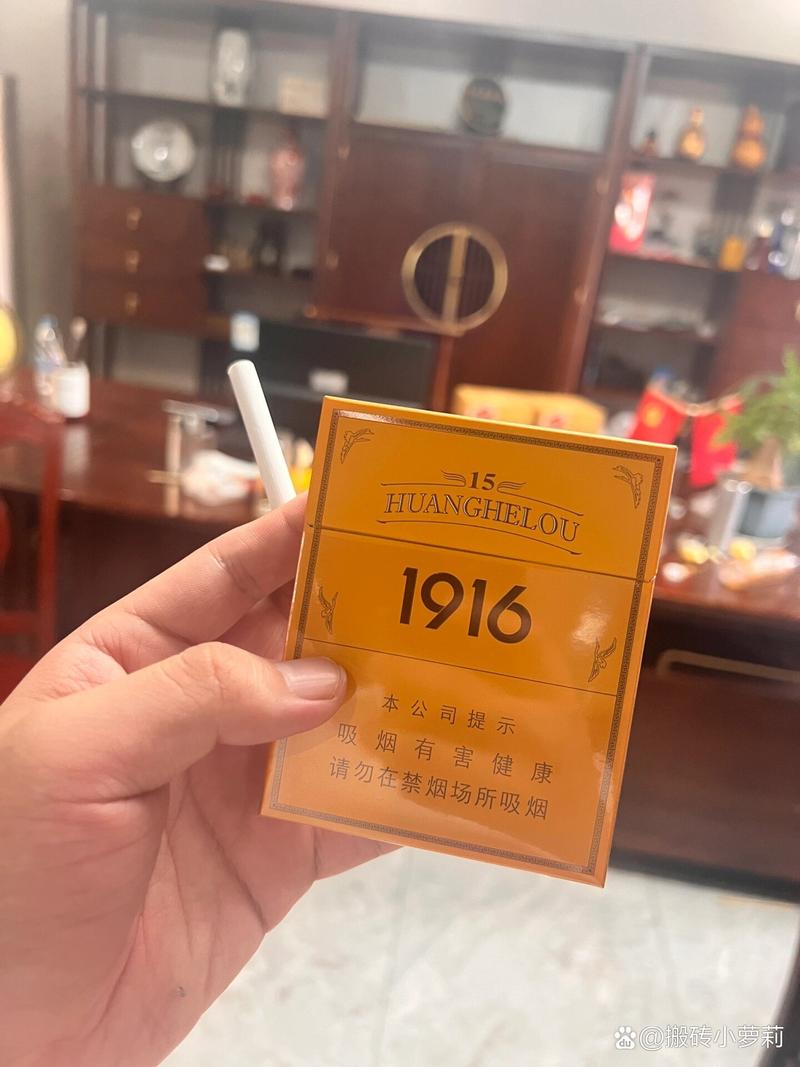 15
HUANGHELOU
1916
本公司提示
吸烟有害健康
请勿在禁烟场所吸烟
du @搬砖小萝莉